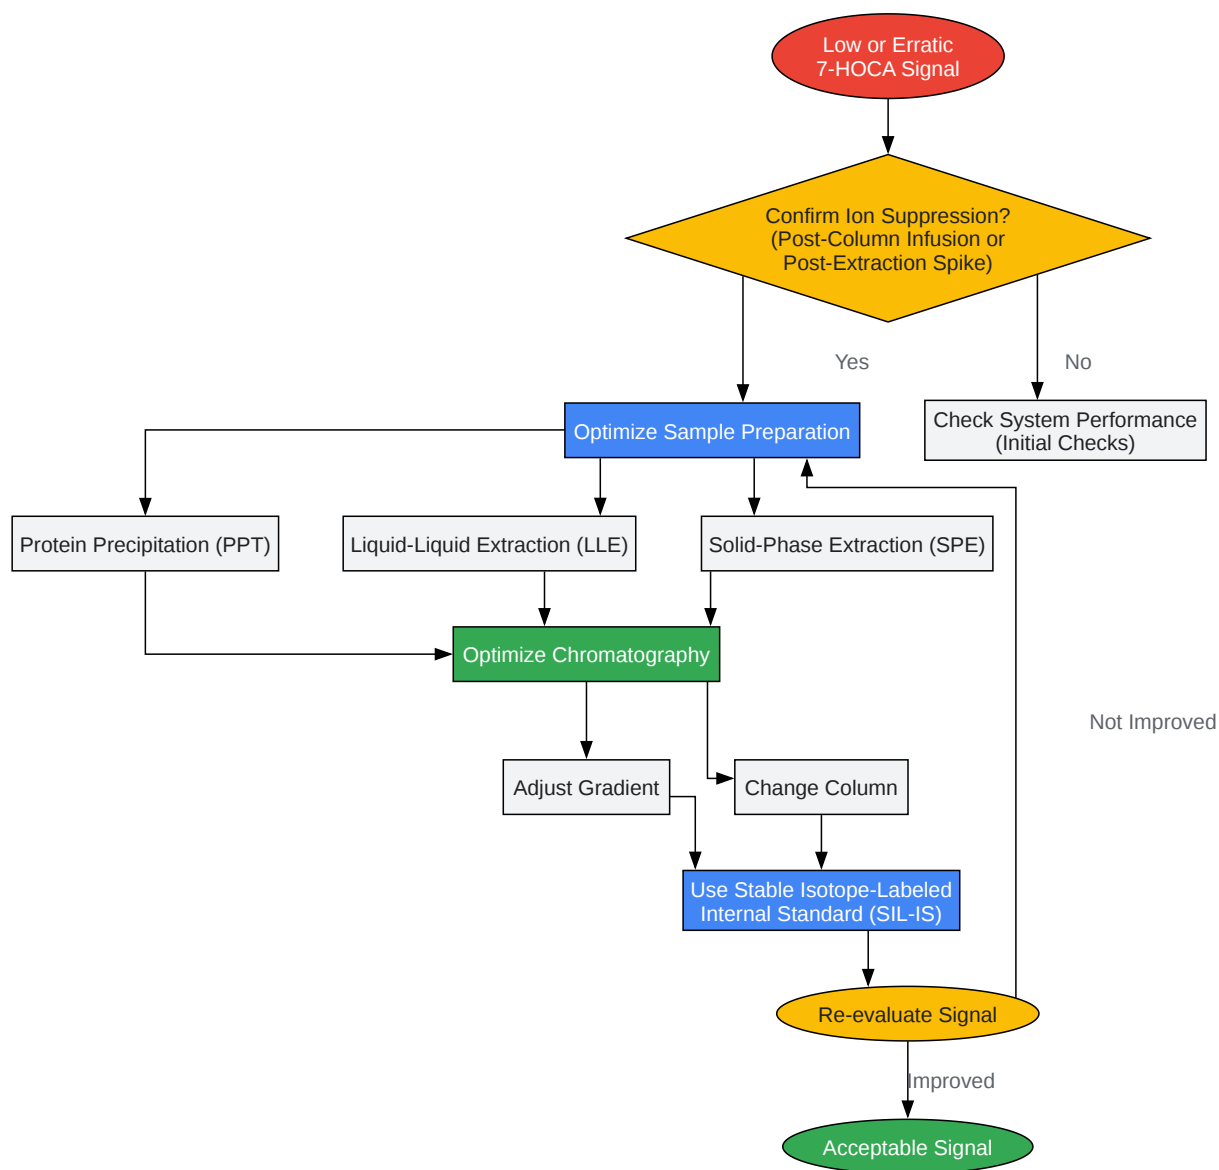 Low or Erratic
7-HOCA Signal
Confirm Ion Suppression?
(Post-Column Infusion or
Post-Extraction Spike)
Yes
No
Optimize Sample Preparation
Check System Performance
(Initial Checks)
Protein Precipitation (PPT)
Liquid-Liquid Extraction (LLE)
Solid-Phase Extraction (SPE)
Optimize Chromatography
Not Improved
Adjust Gradient
Change Column
Use Stable Isotope-Labeled
Internal Standard (SIL-IS)
Re-evaluate Signal
Improved
Acceptable Signal